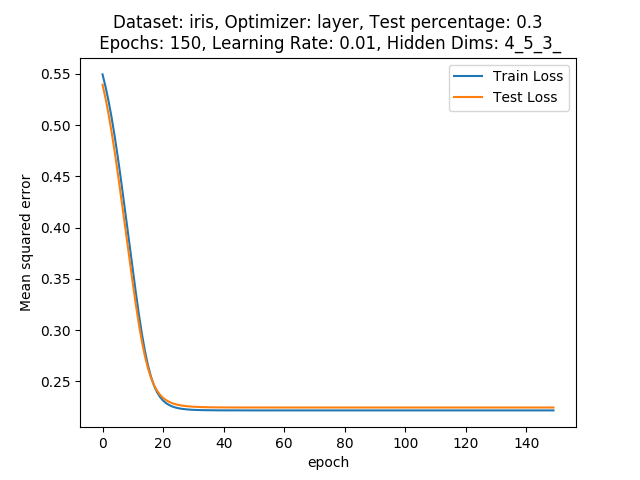 Dataset: iris, Optimizer: layer, Test percentage: 0.3
Epochs: 150, Learning Rate: 0.01, Hidden Dims: 4_5_3_
Train Loss
Test Loss
0.55
0.50
0.45
0.40
0.35
0.30
0.25
Mean squared error
0 20 40 60 80 100 120 140
epoch